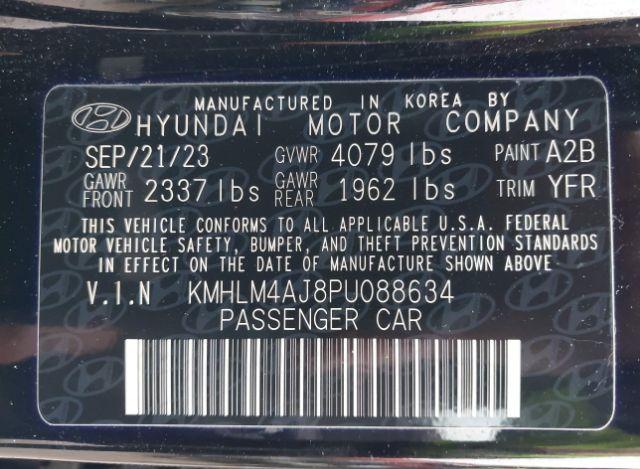 MANUFACTURED IN KOREA BY
HYUNDAI MOTOR COMPANY
SEP/21/23 GVWR 4079 lbs PAINT A2B
GAWR FRONT 2337 lbs GAWR REAR 1962 lbs TRIM YFR
THIS VEHICLE CONFORMS TO ALL APPLICABLE U.S.A. FEDERAL
MOTOR VEHICLE SAFETY, BUMPER, AND THEFT PREVENTION STANDARDS
IN EFFECT ON THE DATE OF MANUFACTURE SHOWN ABOVE.
V.I.N KMHLM4AJ8PU088634
PASSENGER CAR